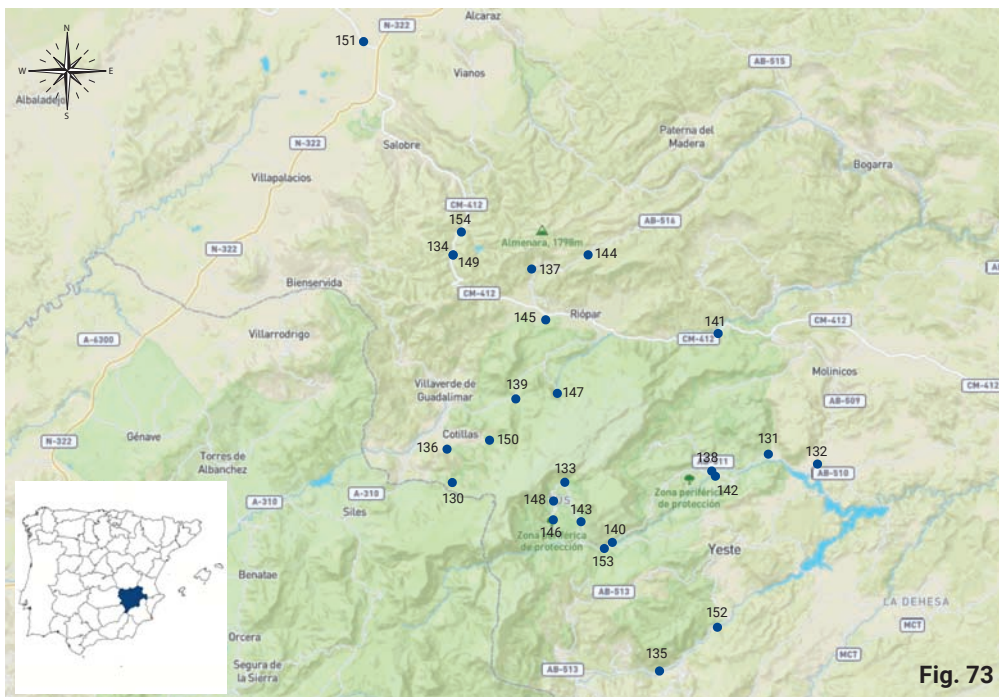 Alcaraz
N-322
151
N
W
E
S
Vianos
AB-515
Albaladejo
N-322
Salobre
Paterna del
Madera
Bogarra
Villapalacios
CM-412
154
AB-516
Almenara, 1798m
N-322
134
149
144
137
Bienservida
CM-412
145
Riópar
141
CM-412
CM-412
Villarrodrigo
A-6300
Molinicos
CM-412
Villaverde de
Guadalimar
139
147
AB-509
N-322
Génave
Cotillas
150
136
131
132
138
AB-510
Torres de
Albanchez
142
133
130
A-310
A-310
Siles
148
143
146
Zona periférica
de protección
Zona periférica
de protección
140
153
Yeste
Benatae
AB-513
LA DEHESA
152
MCT
Orcera
MCT
Segura de
la Sierra
AB-513
135
Fig. 73